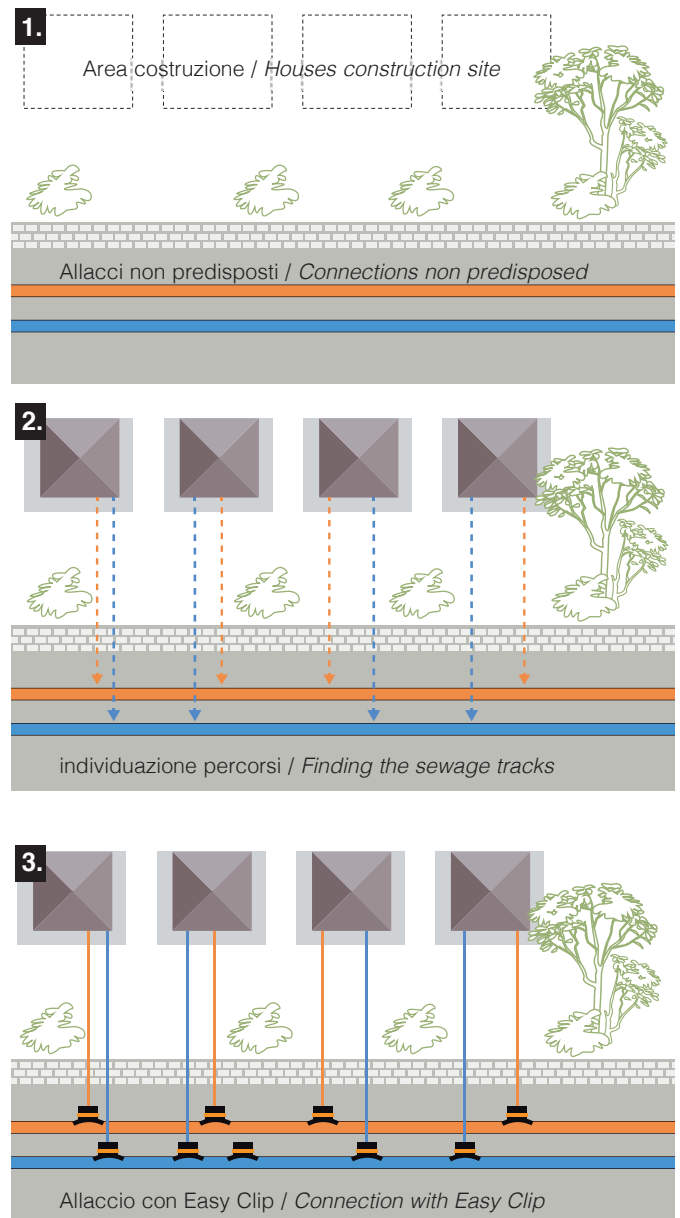 1.
Area costruzione / Houses construction site
Allacci non predisposti / Connections non predisposed
2.
individuazione percorsi / Finding the sewage tracks
3.
Allaccio con Easy Clip / Connection with Easy Clip